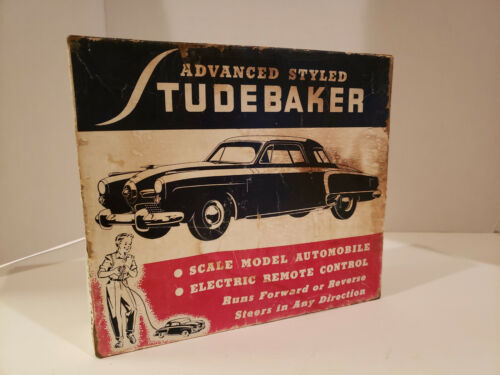 ADVANCED STYLED
STUDEBAKER
• SCALE MODEL AUTOMOBILE
• ELECTRIC REMOTE CONTROL
Runs Forward or Reverse
Steers in Any Direction